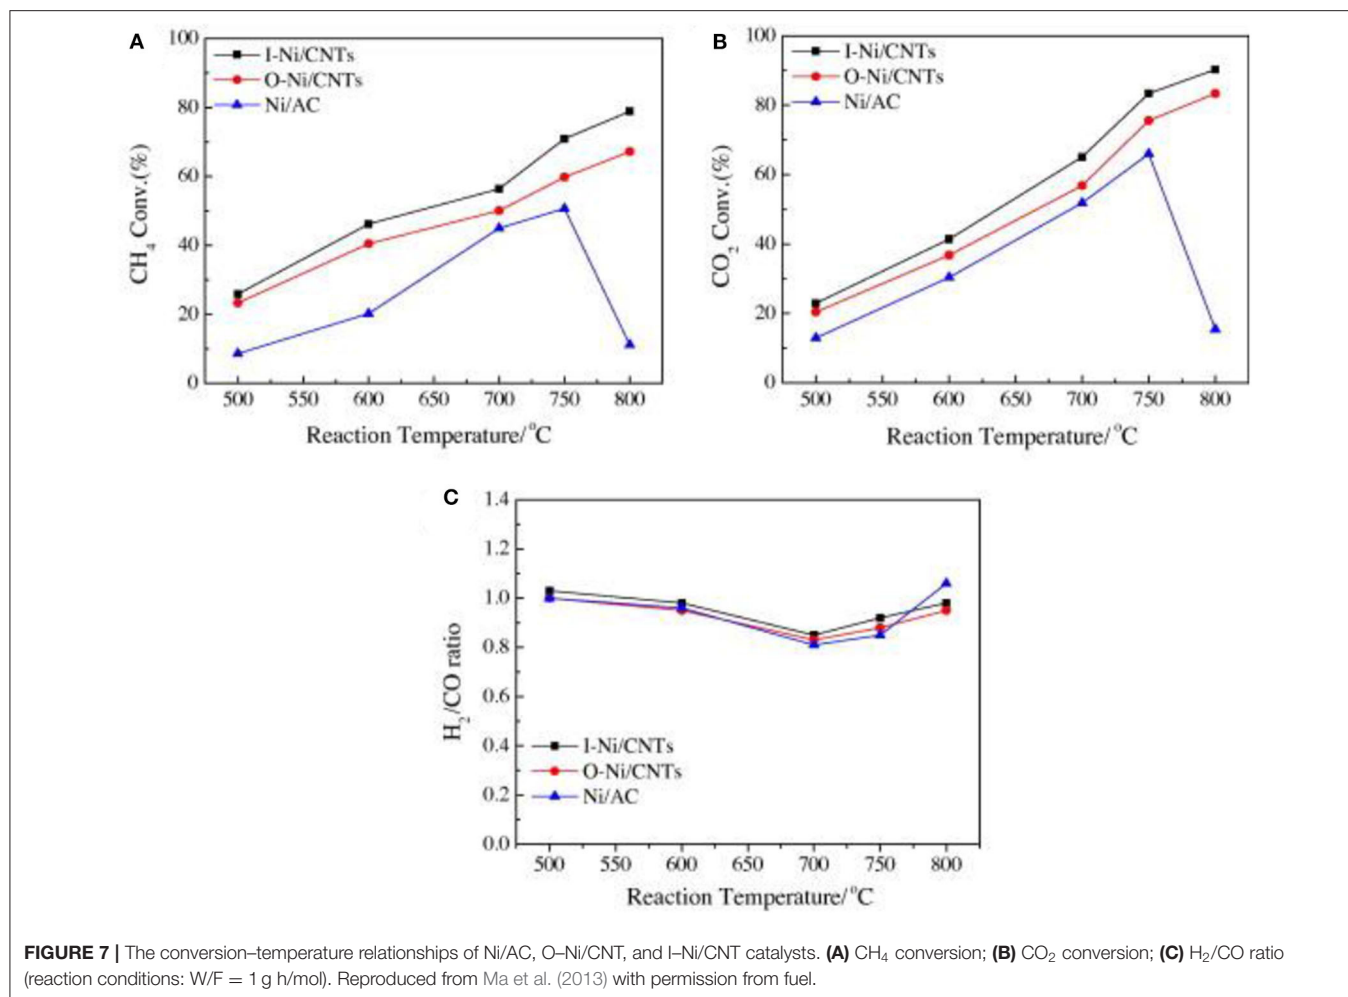 A
100
80
60
40
20
0
CH₄ Conv.(%)
I-Ni/CNTs
O-Ni/CNTs
Ni/AC
500 550 600 650 700 750 800
Reaction Temperature/°C
B
100
80
60
40
20
0
CO₂ Conv.(%)
I-Ni/CNTs
O-Ni/CNTs
Ni/AC
500 550 600 650 700 750 800
Reaction Temperature/°C
C
1.4
1.2
1.0
0.8
0.6
0.4
0.2
0.0
H₂/CO ratio
I-Ni/CNTs
O-Ni/CNTs
Ni/AC
500 550 600 650 700 750 800
Reaction Temperature/°C
FIGURE 7 | The conversion–temperature relationships of Ni/AC, O–Ni/CNT, and I–Ni/CNT catalysts. (A) CH₄ conversion; (B) CO₂ conversion; (C) H₂/CO ratio
(reaction conditions: W/F = 1 g h/mol). Reproduced from Ma et al. (2013) with permission from fuel.